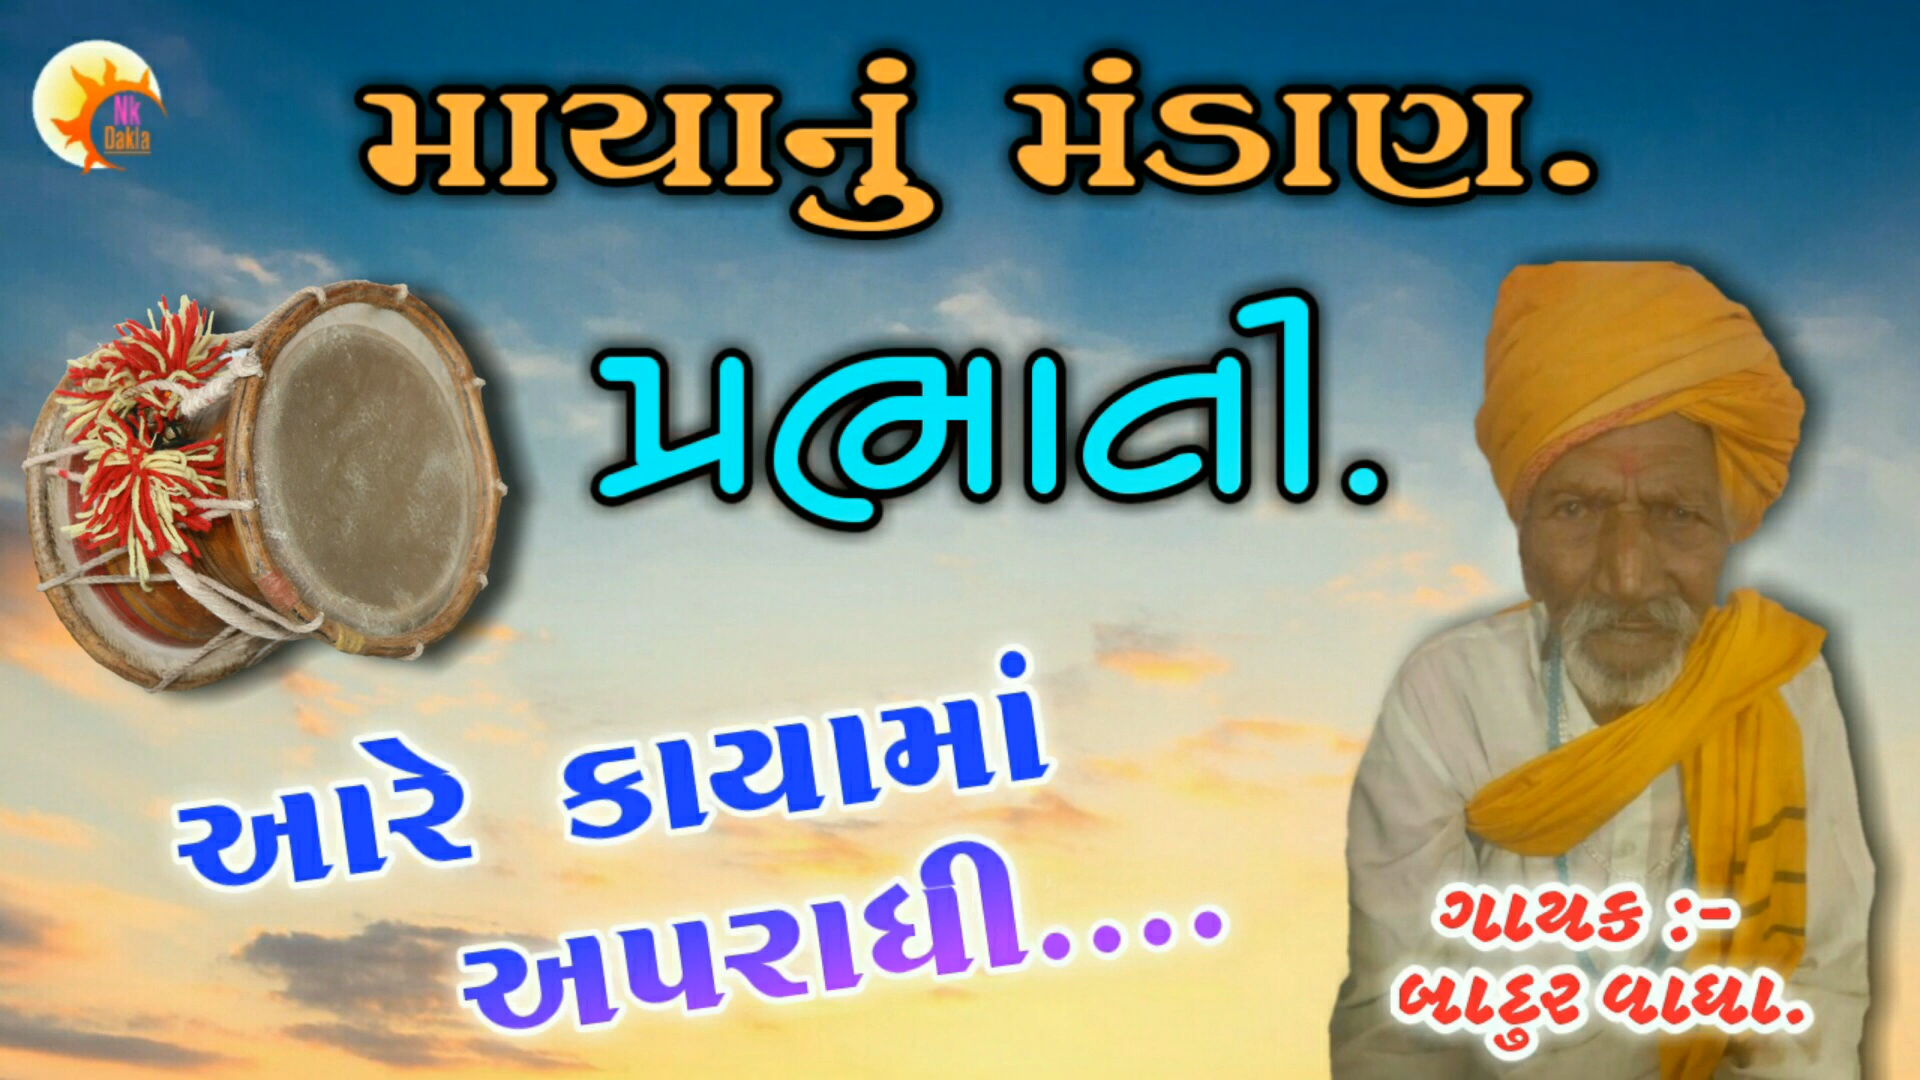 Nk
Dakla
માયાનું મંડાણ.
પ્રભાતી.
આરે કાયામાં
અપરાધી....
ગાયક :-
બાદુર વાઘા.